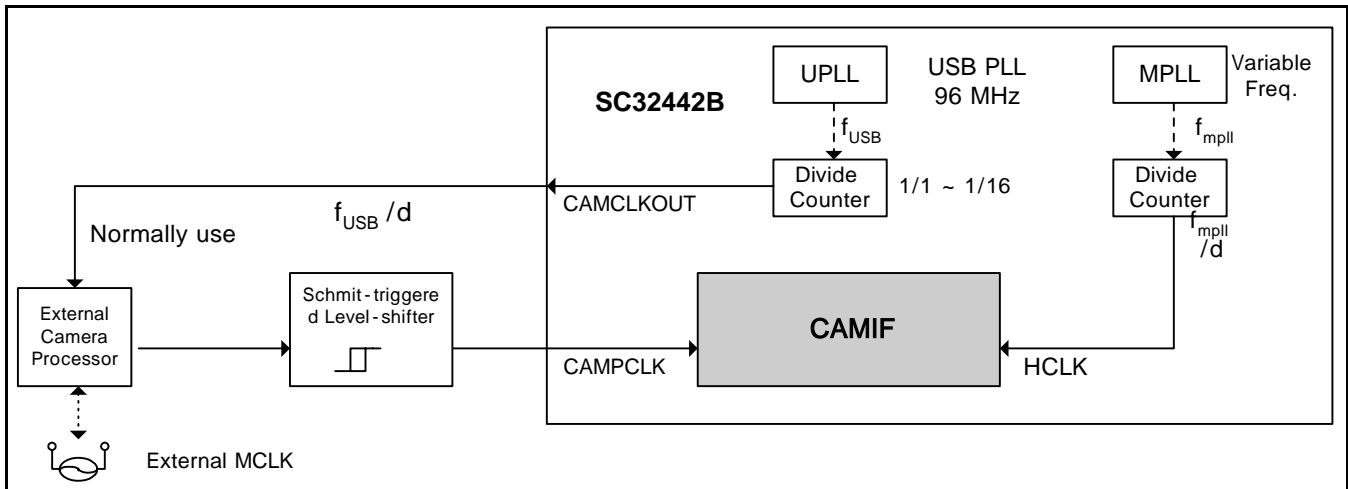 SC32442B
UPLL
USB PLL
96 MHz
MPLL
Variable
Freq.
fUSB
fmpll
Divide
Counter
1/1 ~ 1/16
Divide
Counter
CAMCLKOUT
fUSB /d
fmpll
/d
Normally use
External
Camera
Processor
Schmit-triggere
d Level-shifter
CAMIF
CAMPCLK
HCLK
External MCLK